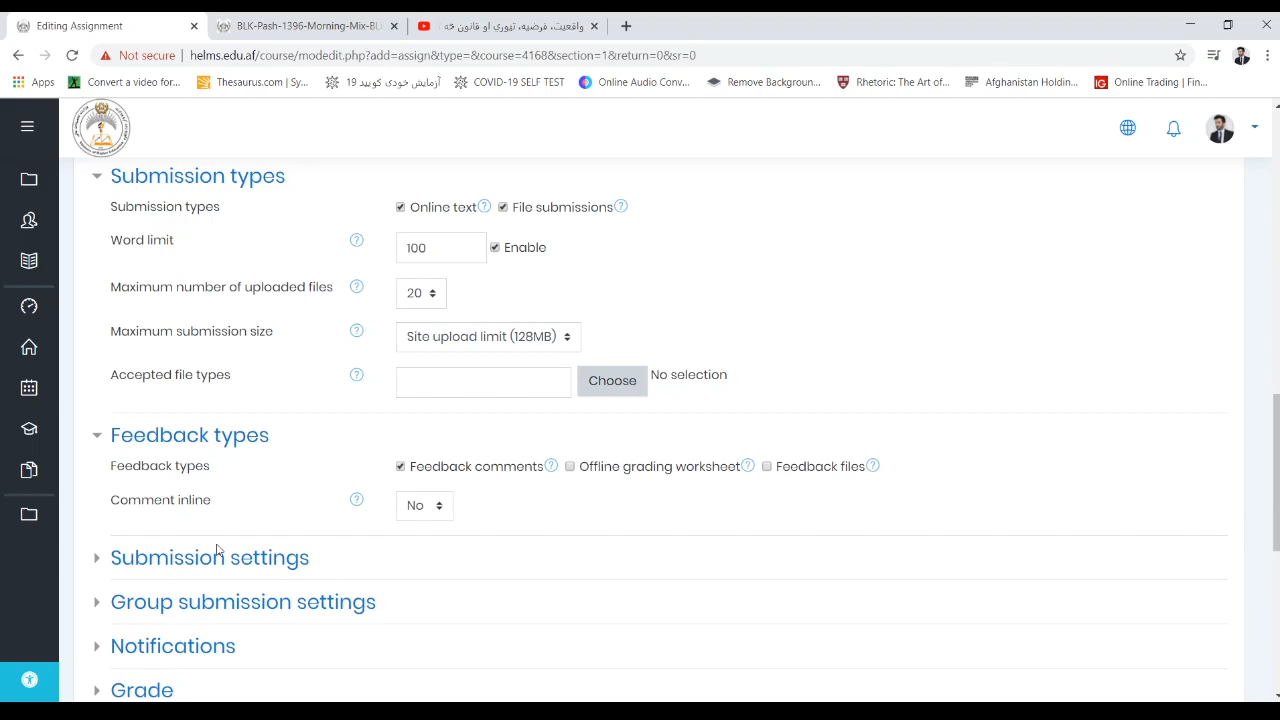 Editing Assignment
BLK-Pash-1396-Morning-Mix-BL
واقعیت، فرضیه، تیوري او قانون څه
Not secure | helms.edu.af/course/modedit.php?add=assign&type=&course=4168&section=1&return=0&sr=0
Apps
Convert a video for...
Thesaurus.com | Sy...
آزمایش خودی کوپید 19
COVID-19 SELF TEST
Online Audio Conv...
Remove Backgroun...
Rhetoric: The Art of...
Afghanistan Holdin...
Online Trading | Fin...
Submission types
Submission types
Online text File submissions
Word limit
100 Enable
Maximum number of uploaded files
20
Maximum submission size
Site upload limit (128MB)
Accepted file types
Choose No selection
Feedback types
Feedback types
Feedback comments Offline grading worksheet Feedback files
Comment inline
No
Submission settings
Group submission settings
Notifications
Grade